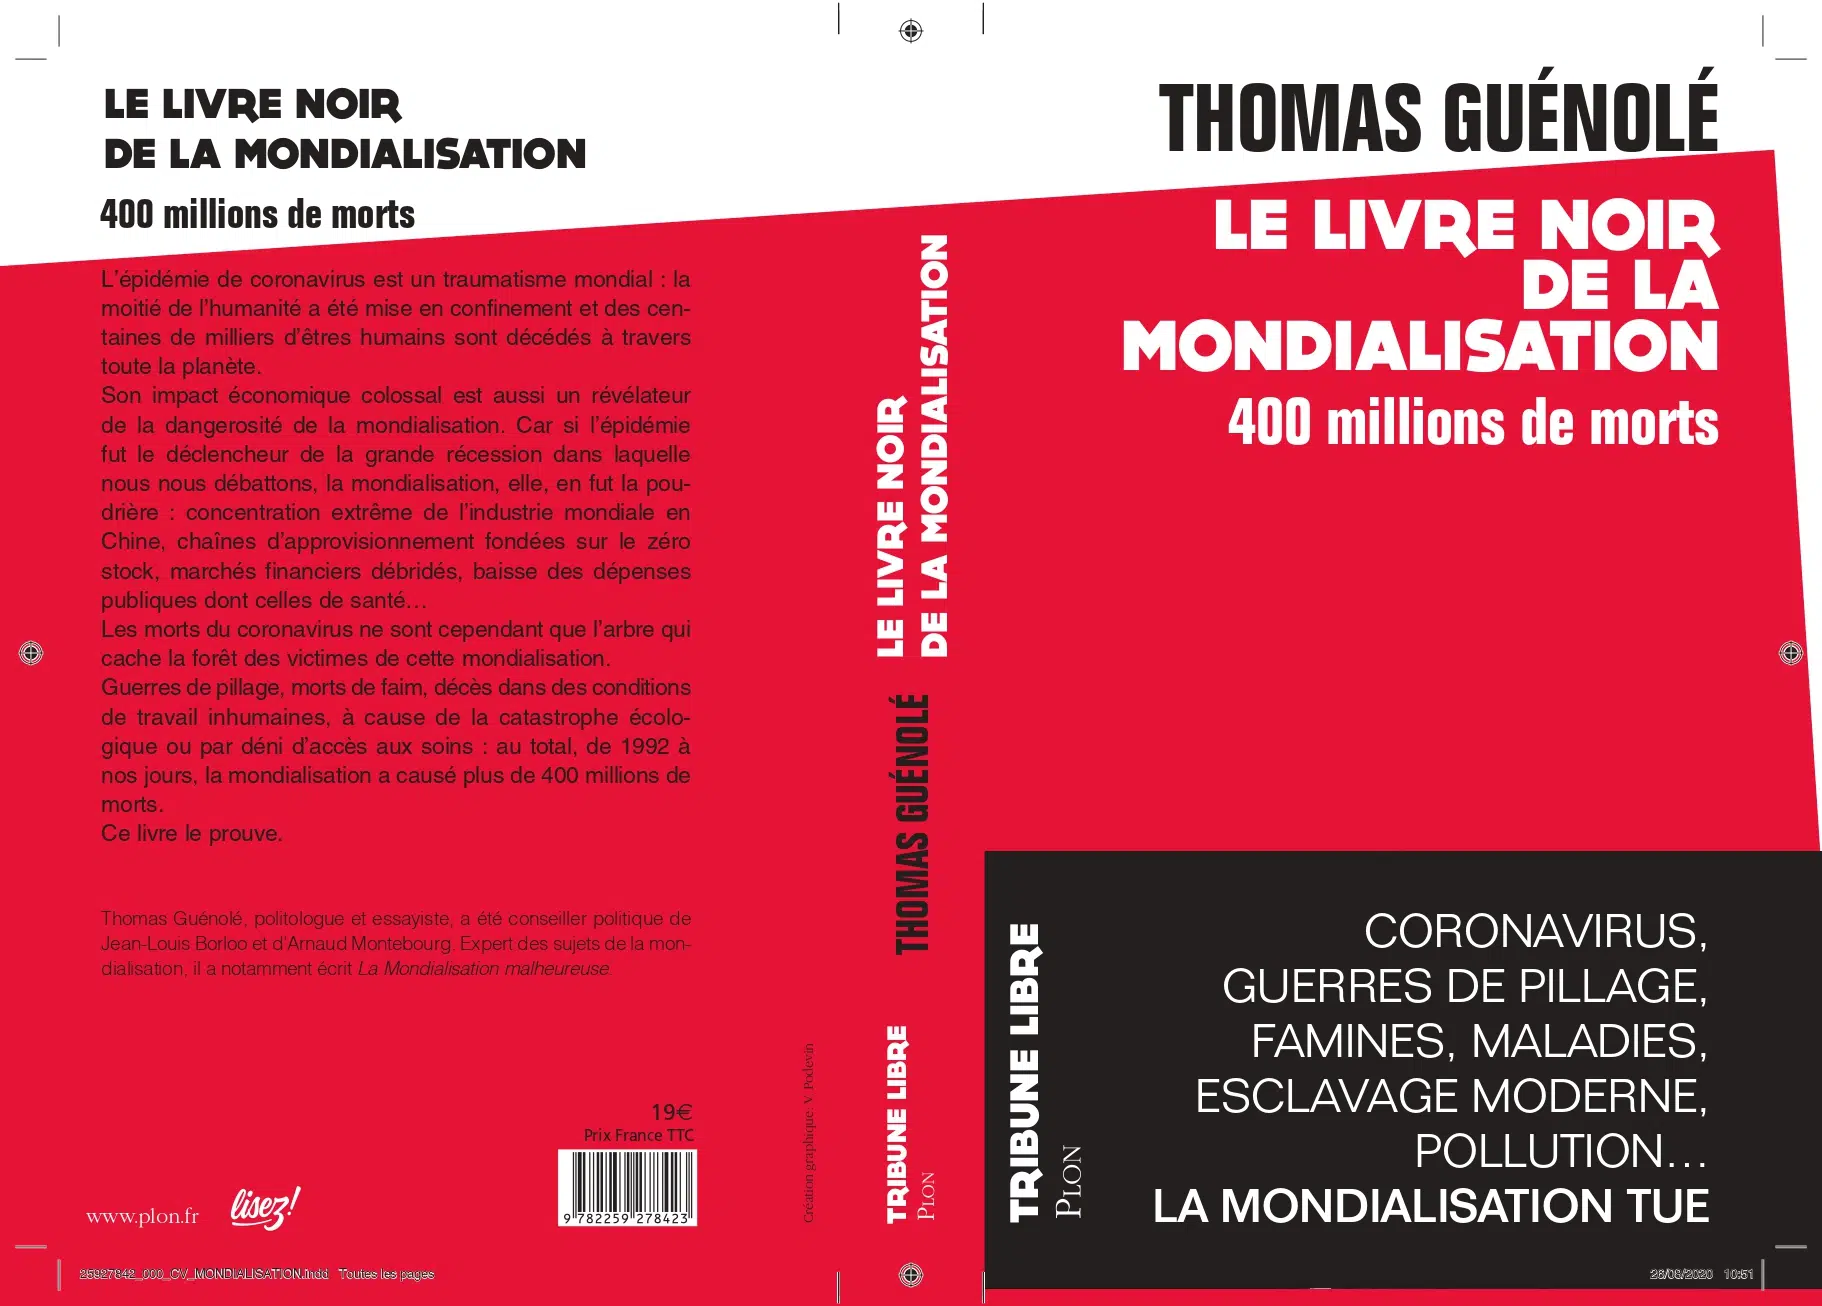 LE LIVRE NOIR
DE LA MONDIALISATION
400 millions de morts
L'épidémie de coronavirus est un traumatisme mondial : la
moitié de l'humanité a été mise en confinement et des cen-
taines de milliers d'êtres humains sont décédés à travers
toute la planète.
Son impact économique colossal est aussi un révélateur
de la dangerosité de la mondialisation. Car si l'épidémie
fut le déclencheur de la grande récession dans laquelle
nous nous débattons, la mondialisation, elle, en fut la pou-
drière : concentration extrême de l'industrie mondiale en
Chine, chaînes d'approvisionnement fondées sur le zéro
stock, marchés financiers débridés, baisse des dépenses
publiques dont celles de santé…
Les morts du coronavirus ne sont cependant que l'arbre qui
cache la forêt des victimes de cette mondialisation.
Guerres de pillage, morts de faim, décès dans des conditions
de travail inhumaines, à cause de la catastrophe écolo-
gique ou par déni d'accès aux soins : au total, de 1992 à
nos jours, la mondialisation a causé plus de 400 millions de
morts.
Ce livre le prouve.
Thomas Guénolé, politologue et essayiste, a été conseiller politique de
Jean-Louis Borloo et d'Arnaud Montebourg. Expert des sujets de la mon-
dialisation, il a notamment écrit La Mondialisation malheureuse.
19€
Prix France TTC
9 782259 278423
www.plon.fr
lisez!
Création graphique : V. Podevin
25927842_000_CV_MONDIALISATION.indd Toutes les pages
LE LIVRE NOIR
DE LA MONDIALISATION
THOMAS GUÉNOLÉ
TRIBUNE LIBRE
PLON
THOMAS GUÉNOLÉ
LE LIVRE NOIR
DE LA
MONDIALISATION
400 millions de morts
TRIBUNE LIBRE
PLON
CORONAVIRUS,
GUERRES DE PILLAGE,
FAMINES, MALADIES,
ESCLAVAGE MODERNE,
POLLUTION…
LA MONDIALISATION TUE
10:51